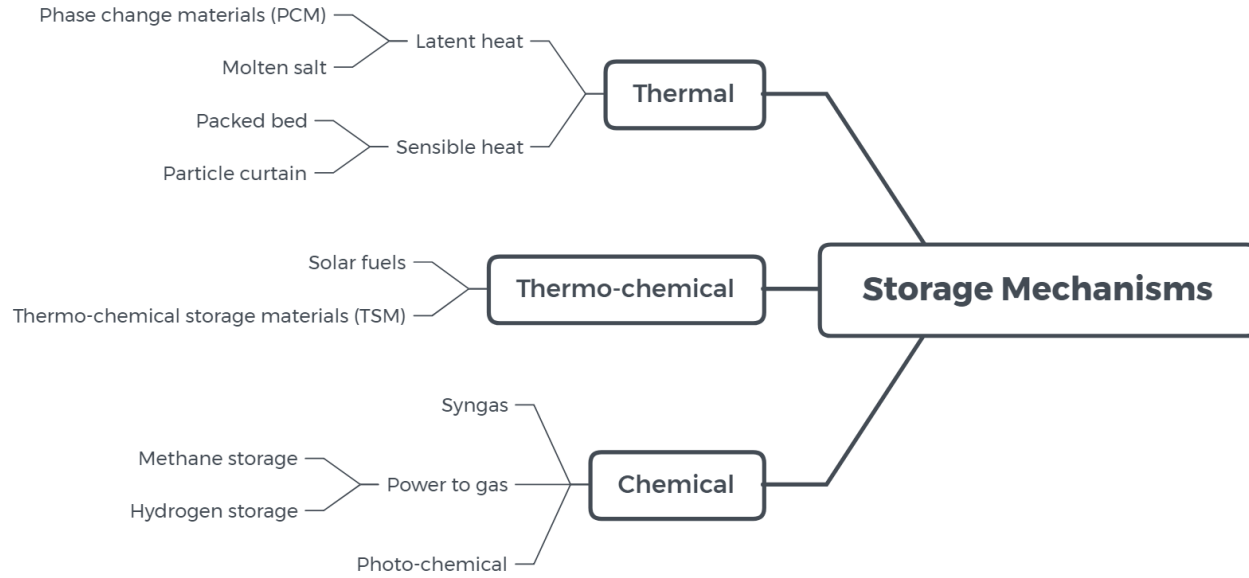 Phase change materials (PCM)
Latent heat
Molten salt
Thermal
Packed bed
Sensible heat
Particle curtain
Solar fuels
Thermo-chemical
Storage Mechanisms
Thermo-chemical storage materials (TSM)
Syngas
Methane storage
Power to gas
Chemical
Hydrogen storage
Photo-chemical